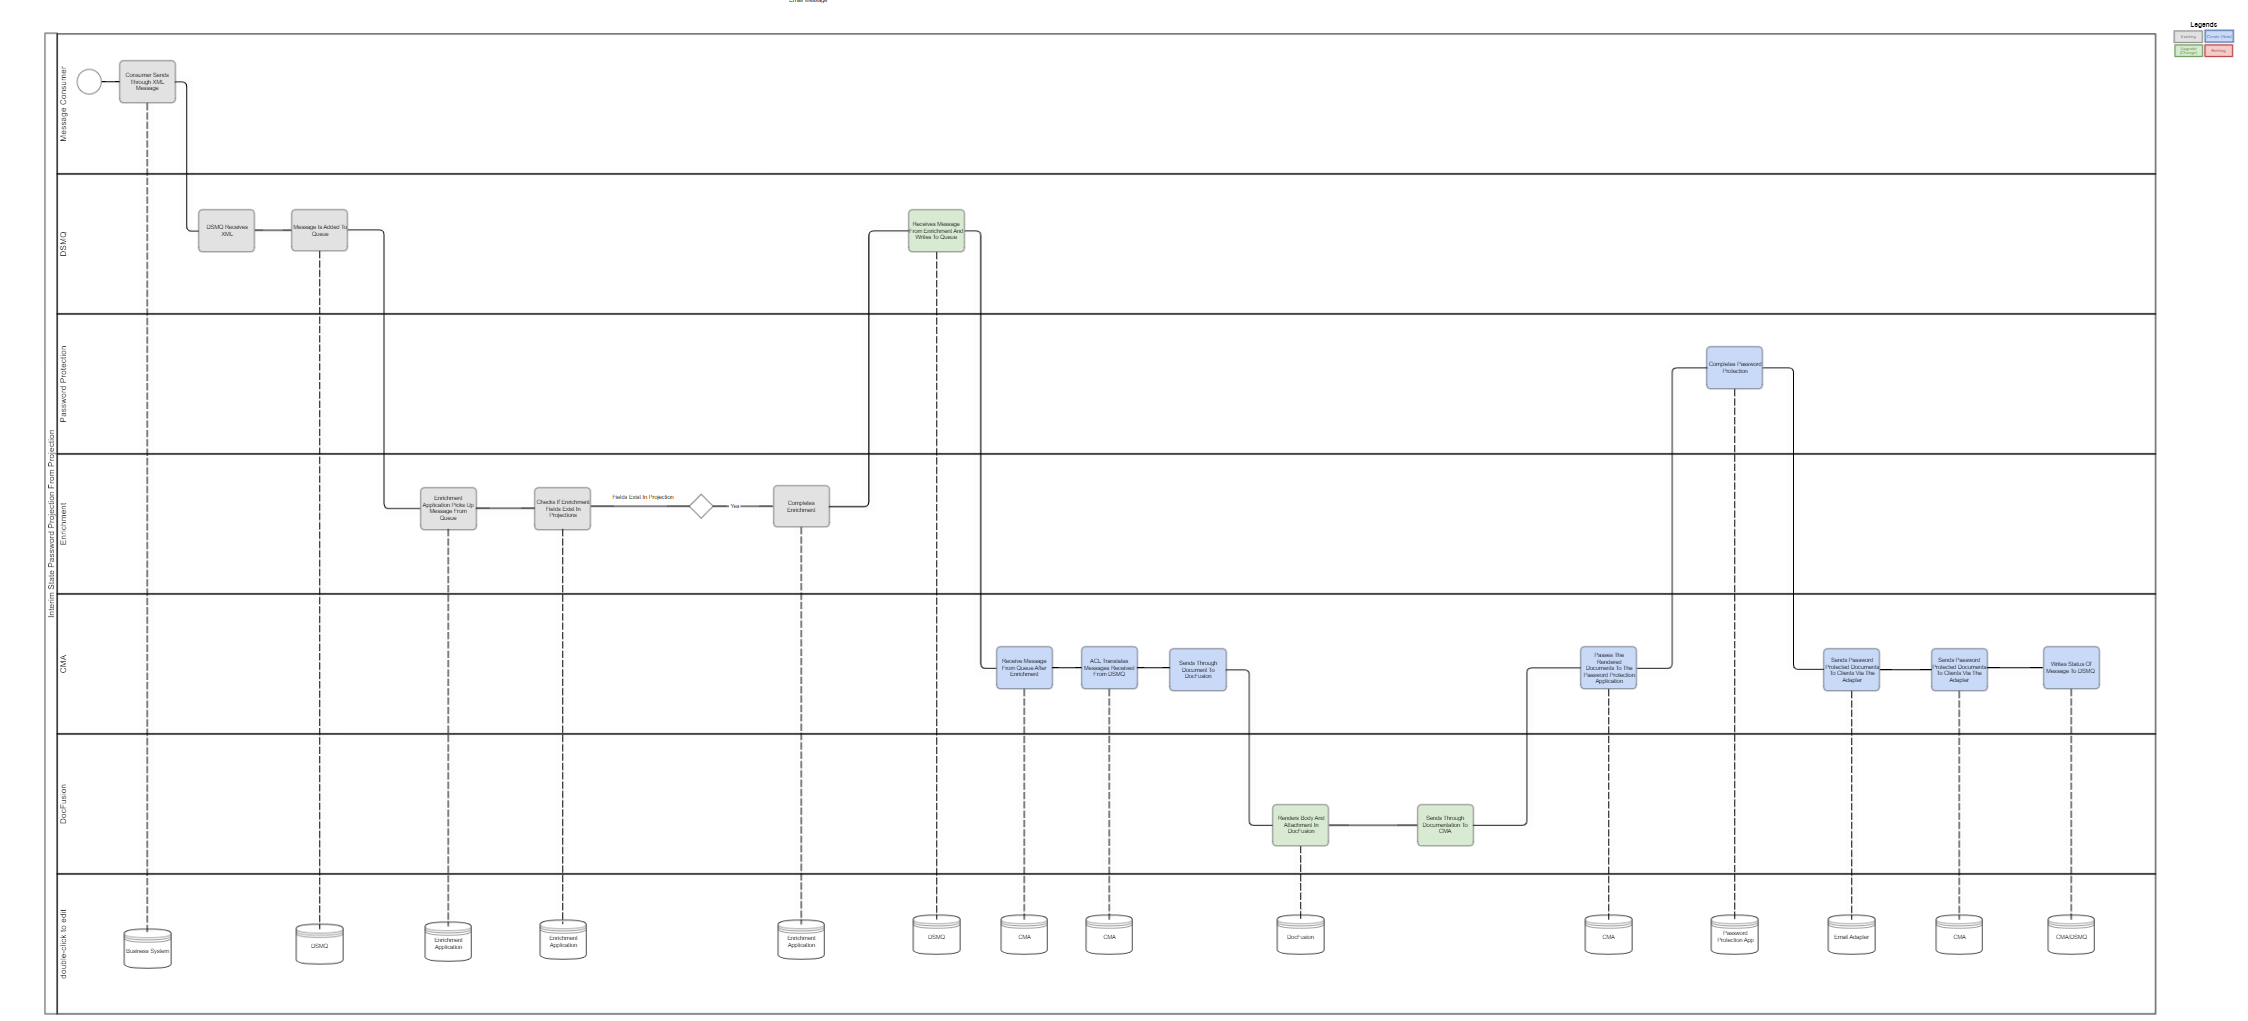 Email Message
Legends
Existing
Create (New)
Upgrade
(Change)
Existing
Interim State Password Projection From Projection
Message Consumer
Consumer Sends
Through XML
Message
DSMQ
DSMQ Receives
XML
Message Is Added To
Queue
Receives Message
From Enrichment And
Writes To Queue
Password Protection
Completes Password
Protection
Enrichment
Enrichment
Application Picks Up
Message From
Queue
Checks If Enrichment
Fields Exist In
Projections
Fields Exist In Projection
Yes
Completes
Enrichment
CMA
Receive Message
From Queue After
Enrichment
ACL Translates
Messages Received
From DSMQ
Sends Through
Document To
DocFusion
Passes The
Rendered
Documents To The
Password Protection
Application
Sends Password
Protected Documents
To Clients Via The
Adapter
Sends Password
Protected Documents
To Clients Via The
Adapter
Writes Status Of
Message To DSMQ
DocFusion
Renders Body And
Attachment In
DocFusion
Sends Through
Documentation To
CMA
double-click to edit
Business System
DSMQ
Enrichment
Application
Enrichment
Application
Enrichment
Application
DSMQ
CMA
CMA
DocFusion
CMA
Password
Protection App
Email Adapter
CMA
CMA/DSMQ